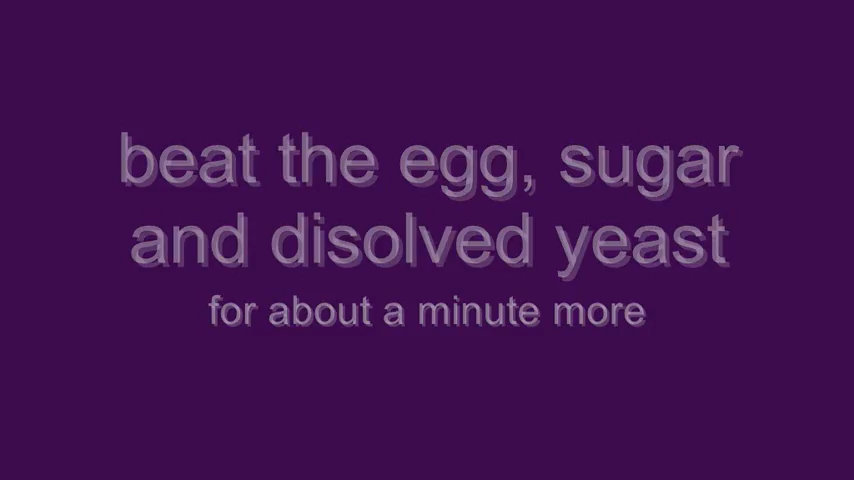 beat the egg, sugar
and disolved yeast
for about a minute more